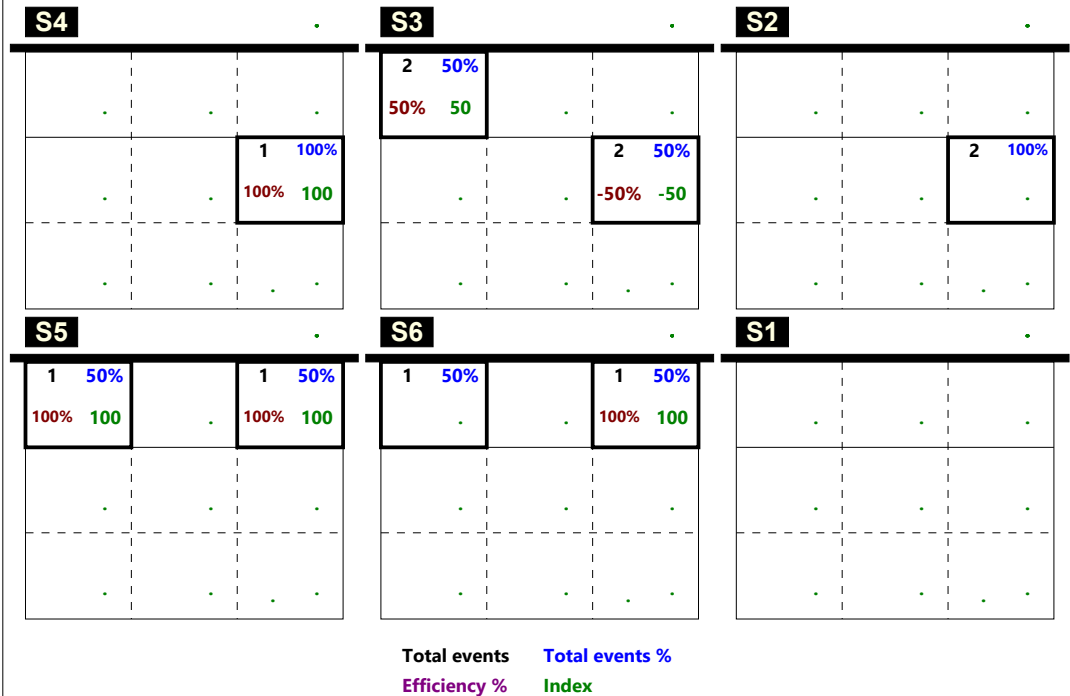 S4 S3 S2
2 50%
50% 50
1 100% 2 50% 2 100%
100% 100 -50% -50
S5 S6 S1
1 50% 1 50% 1 50% 1 50%
100% 100 100% 100 100% 100
Total events Total events %
Efficiency % Index